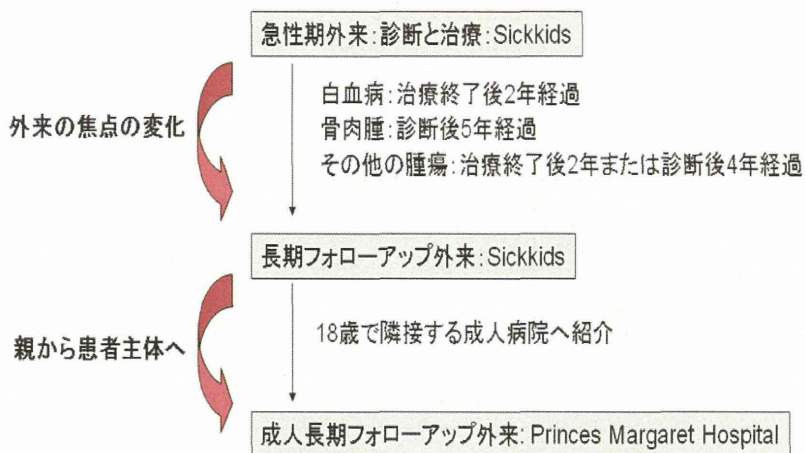 急性期外来:診断と治療:Sickkids
白血病:治療終了後2年経過
骨肉腫:診断後5年経過
その他の腫瘍:治療終了後2年または診断後4年経過
外来の焦点の変化
長期フォローアップ外来:Sickkids
18歳で隣接する成人病院へ紹介
親から患者主体へ
成人長期フォローアップ外来: Princes Margaret Hospital